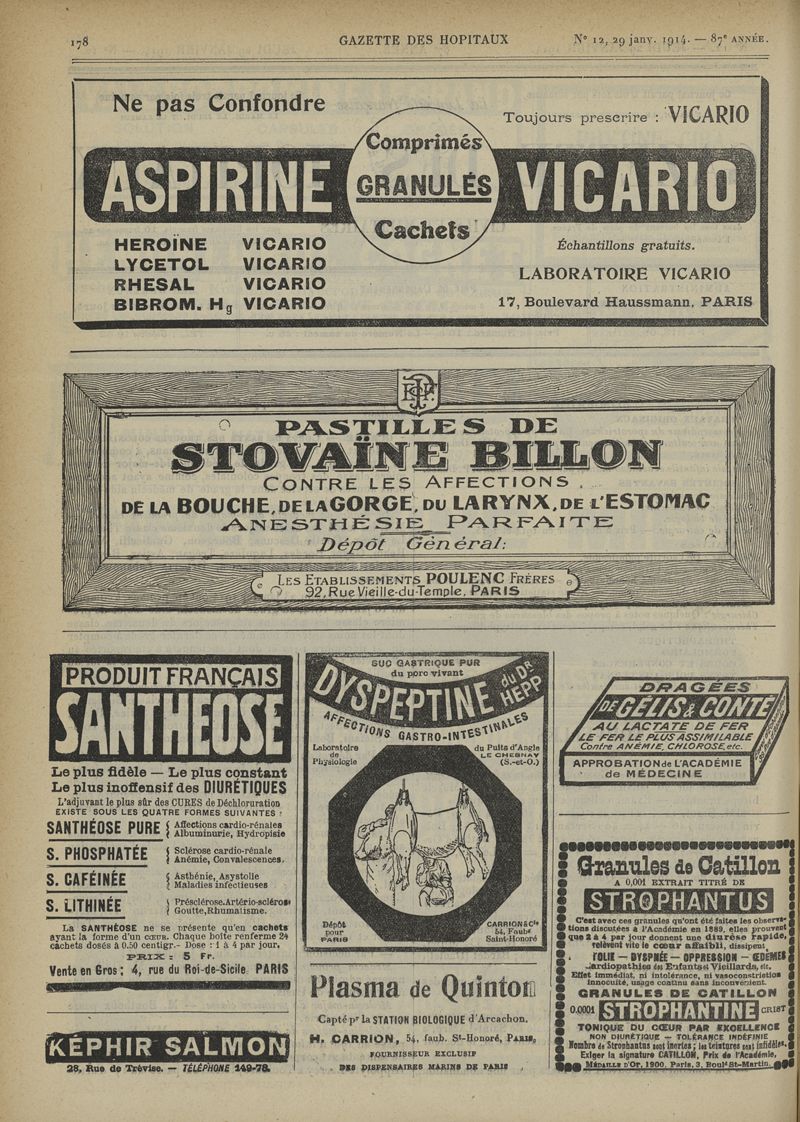 178
GAZETTE DES HOPITAUX
N° 12, 29 janv. 1914. — 87e ANNÉE.
Ne pas Confondre
Toujours prescrire : VICARIO
ASPIRINE
Comprimés
GRANULÉS
Cachets
VICARIO
HEROÏNE VICARIO
LYCETOL VICARIO
RHESAL VICARIO
BIBROM. Hg VICARIO
Échantillons gratuits.
LABORATOIRE VICARIO
17, Boulevard Haussmann, PARIS
PASTILLES DE
STOVAÏNE BILLON
CONTRE LES AFFECTIONS
DE LA BOUCHE, DE LA GORGE, DU LARYNX, DE L'ESTOMAC
ANESTHÉSIE PARFAITE
Dépôt Général:
LES ETABLISSEMENTS POULENC FRÈRES
92, Rue Vieille-du-Temple, PARIS
PRODUIT FRANÇAIS
SANTHEOSE
Le plus fidèle — Le plus constant
Le plus inoffensif des DIURÉTIQUES
L'adjuvant le plus sûr des CURES de Déchloruration
EXISTE SOUS LES QUATRE FORMES SUIVANTES :
SANTHÉOSE PURE { Affections cardio-rénales
Albuminurie, Hydropisie
S. PHOSPHATÉE { Sclérose cardio-rénale
Anémie, Convalescences.
S. CAFÉINÉE { Asthénie, Asystolie
Maladies infectieuses
S. LITHINÉE { Présclérose, Artério-sclérose
Goutte, Rhumatisme.
La SANTHÉOSE ne se présente qu'en cachets
ayant la forme d'un cœur. Chaque boîte renferme 24
cachets dosés à 0.50 centigr. - Dose : 1 à 4 par jour.
PRIX : 5 Fr.
Vente en Gros : 4, rue du Roi-de-Sicile PARIS
KÉPHIR SALMON
28, Rue de Trévise. — TÉLÉPHONE 149-78.
SUC GASTRIQUE PUR
du porc vivant
DYSPEPTINE du DR HEPP
AFFECTIONS GASTRO-INTESTINALES
Laboratoire
de
Physiologie
du Puits d'Angle
LE CHESNAY
(S.-et-O.)
Dépôt
pour
PARIS
CARRION & Cie
54, Faubg
Saint-Honoré
Plasma de Quinton
Capté pr la STATION BIOLOGIQUE d'Arcachon.
H. CARRION, 54, faub. St-Honoré, PARIS,
FOURNISSEUR EXCLUSIF
DES DISPENSAIRES MARINS DE PARIS
DRAGÉES
DE GÉLIS & CONTÉ
AU LACTATE DE FER
LE FER LE PLUS ASSIMILABLE
Contre ANÉMIE, CHLOROSE, etc.
APPROBATION de L'ACADÉMIE
de MÉDECINE
Granules de Catillon
A 0,001 EXTRAIT TITRÉ DE
STROPHANTUS
C'est avec ces granules qu'ont été faites les observa-
tions discutées à l'Académie en 1889, elles prouvent
que 2 à 4 par jour donnent une diurèse rapide,
relèvent vite le cœur affaibli, dissipent
FOLIE — DYSPNÉE — OPPRESSION — ŒDÈMES
Cardiopathies des Enfants et Vieillards, etc.
Effet immédiat, ni intolérance, ni vasoconstriction
innocuité, usage continu sans inconvénient.
GRANULES DE CATILLON
0.0001 STROPHANTINE CRIST
TONIQUE DU CŒUR PAR EXCELLENCE
NON DIURÉTIQUE — TOLÉRANCE INDÉFINIE
Nombre de Strophantus sont inertes ; les teintures sont infidèles.
Exiger la signature CATILLON, Prix de l'Académie,
MÉDAILLE D'OR, 1900. Paris, 3, Bould St-Martin.